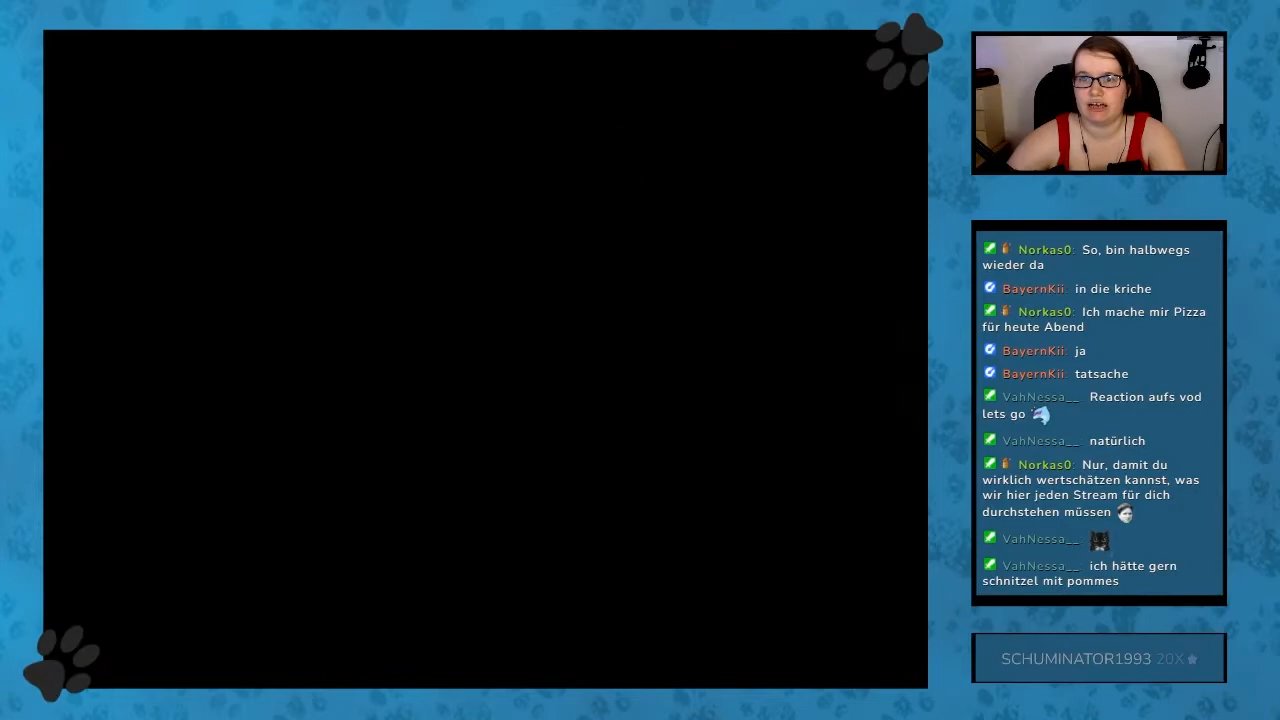 Norkas0: So, bin halbwegs
wieder da
BayernKii: in die kriche
Norkas0: Ich mache mir Pizza
für heute Abend
BayernKii: ja
BayernKii: tatsache
VahNessa__ Reaction aufs vod
lets go
VahNessa__ natürlich
Norkas0: Nur, damit du
wirklich wertschätzen kannst, was
wir hier jeden Stream für dich
durchstehen müssen
VahNessa__
VahNessa__ ich hätte gern
schnitzel mit pommes
SCHUMINATOR1993 20X